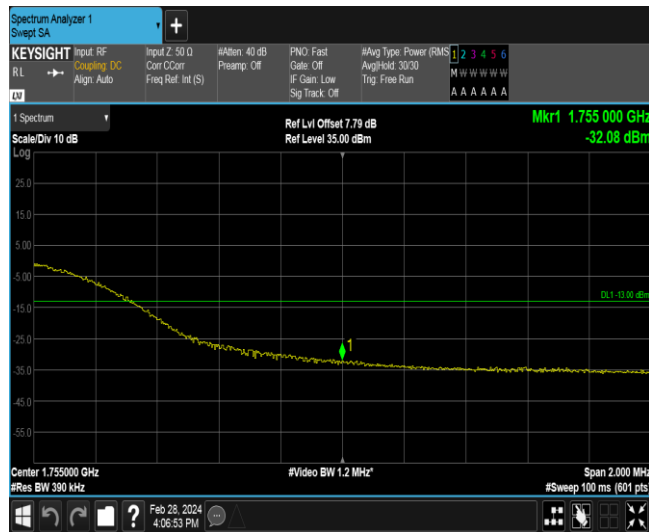 Spectrum Analyzer 1
Swept SA
KEYSIGHT
RL
LXI
Input: RF
Coupling: DC
Align: Auto
Input Z: 50 Ω
Corr CCorr
Freq Ref: Int (S)
#Atten: 40 dB
Preamp: Off
PNO: Fast
Gate: Off
IF Gain: Low
Sig Track: Off
#Avg Type: Power (RMS
Avg|Hold: 30/30
Trig: Free Run
1 2 3 4 5 6
M W W W W W
A A A A A A
1 Spectrum
Scale/Div 10 dB
Ref Lvl Offset 7.79 dB
Ref Level 35.00 dBm
Mkr1 1.755 000 GHz
-32.08 dBm
Log
25.0
15.0
5.00
-5.00
DL1 -13.00 dBm
-15.0
-25.0
1
-35.0
-45.0
-55.0
Center 1.755000 GHz
#Video BW 1.2 MHz*
Span 2.000 MHz
#Res BW 390 kHz
#Sweep 100 ms (601 pts)
?
Feb 28, 2024
4:06:53 PM